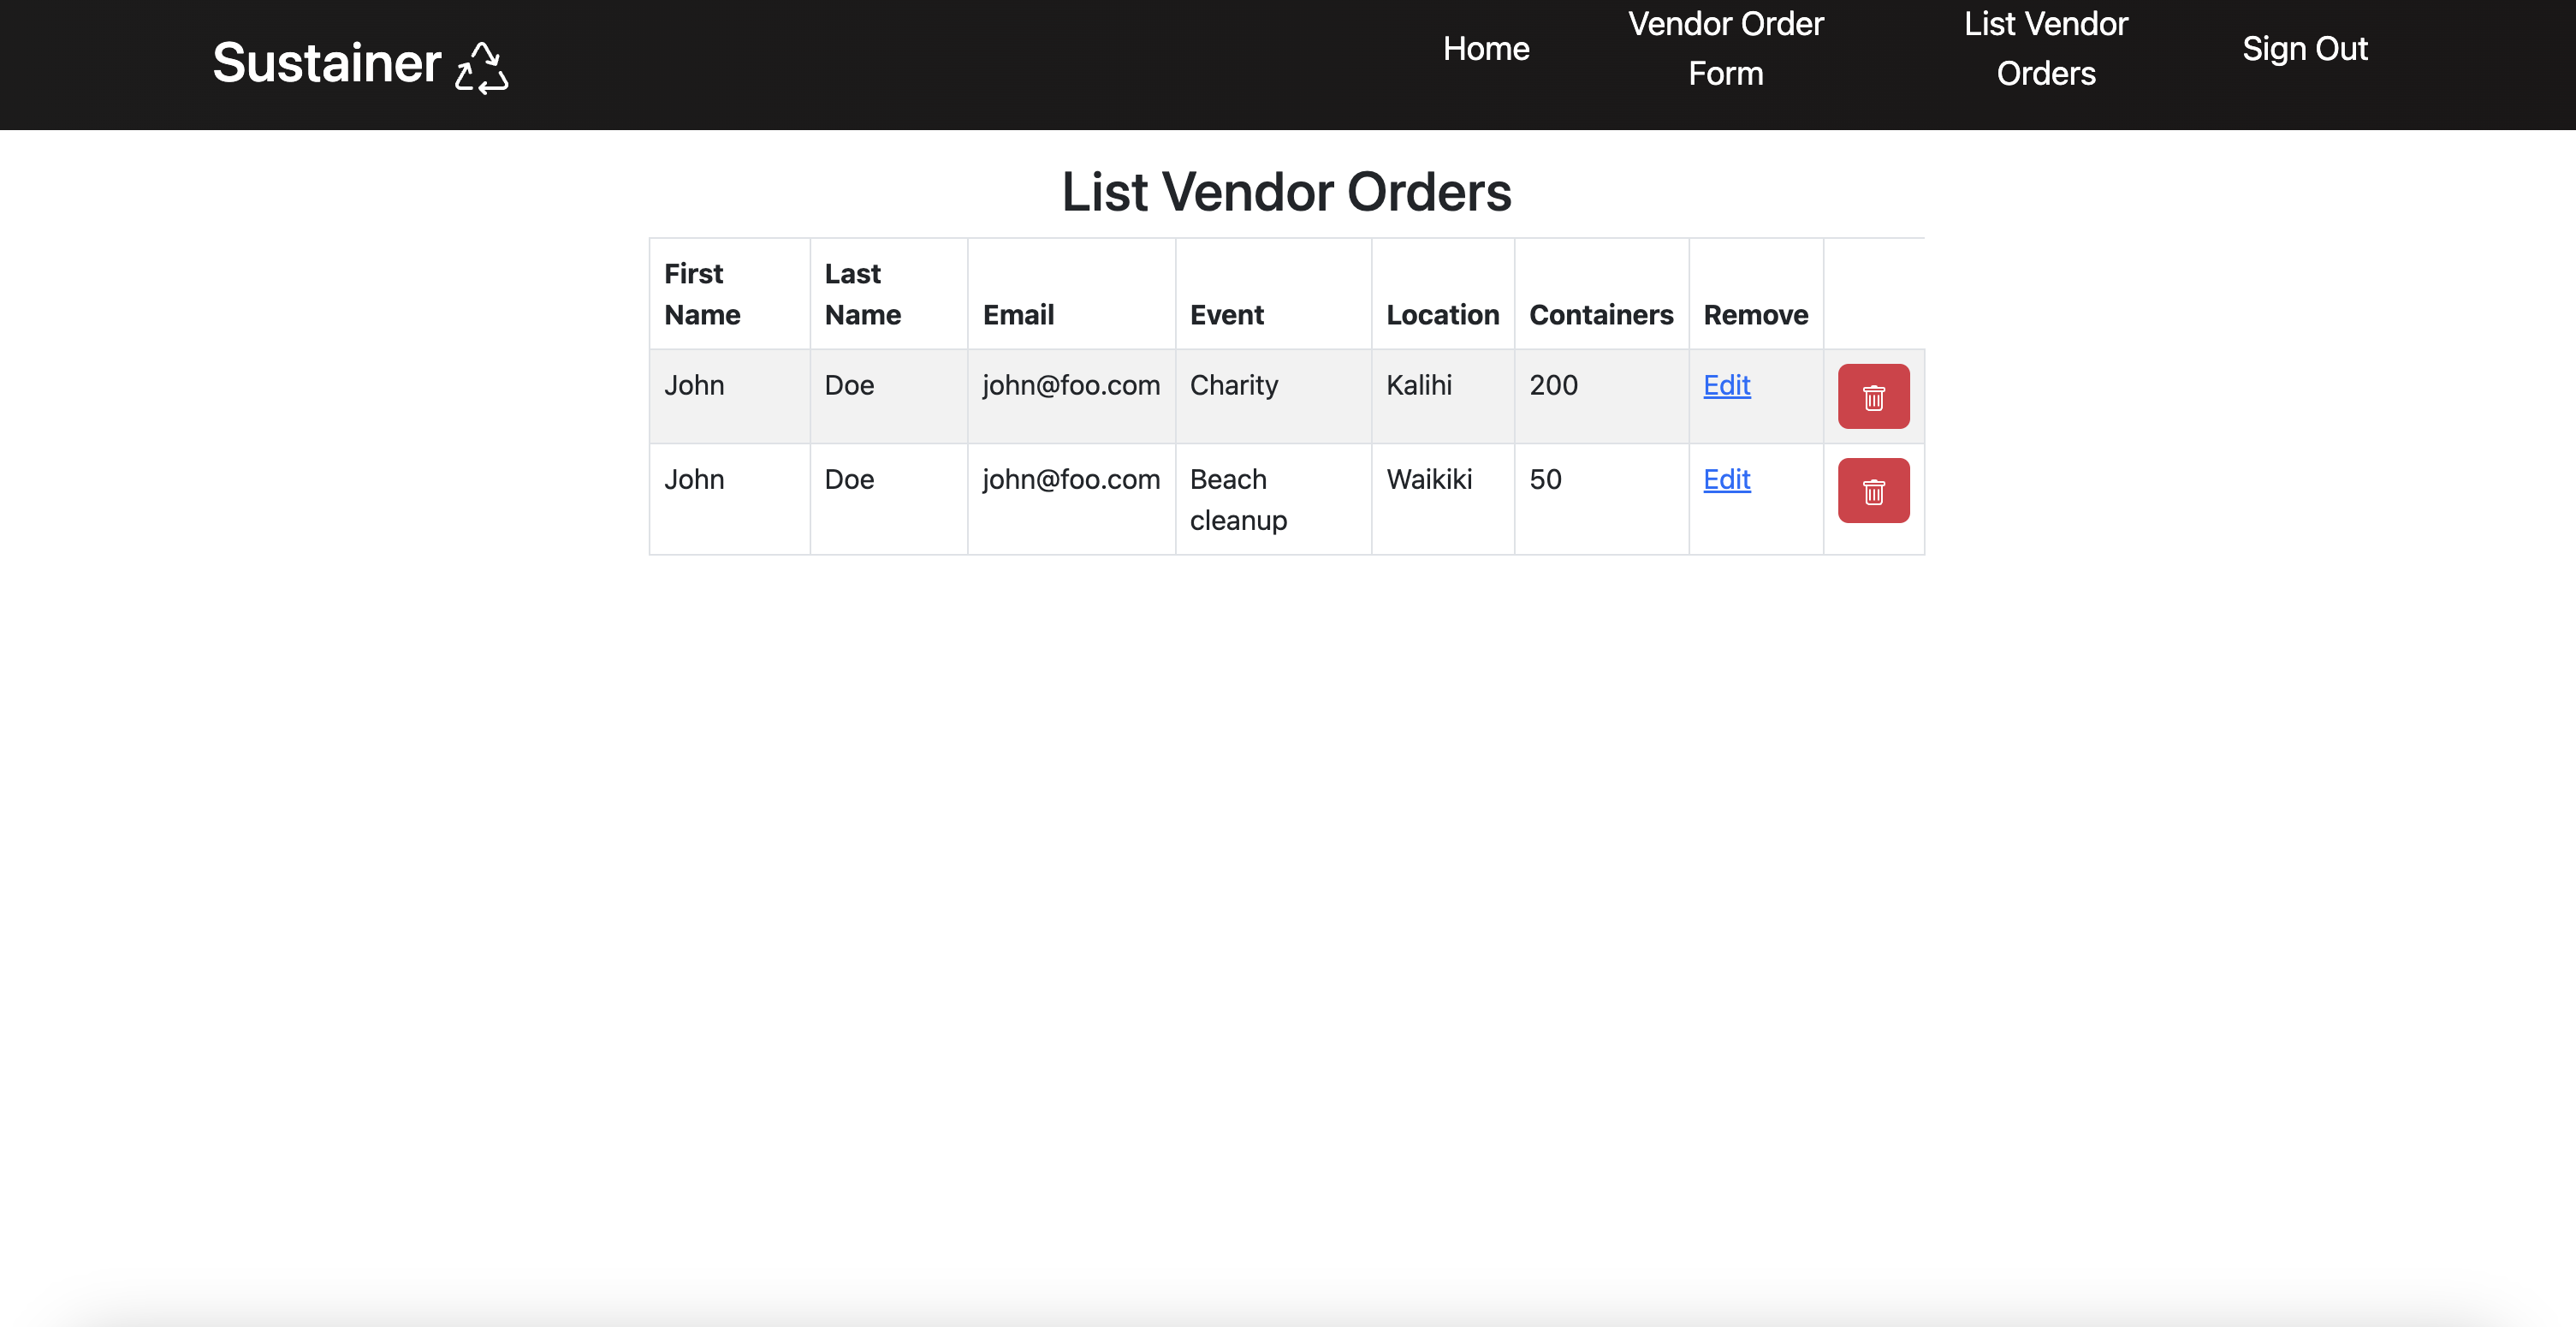 Sustainer
Home
Vendor Order
Form
List Vendor
Orders
Sign Out
List Vendor Orders
First
Name
Last
Name
Email
Event
Location
Containers
Remove
John
Doe
john@foo.com
Charity
Kalihi
200
Edit
John
Doe
john@foo.com
Beach
cleanup
Waikiki
50
Edit